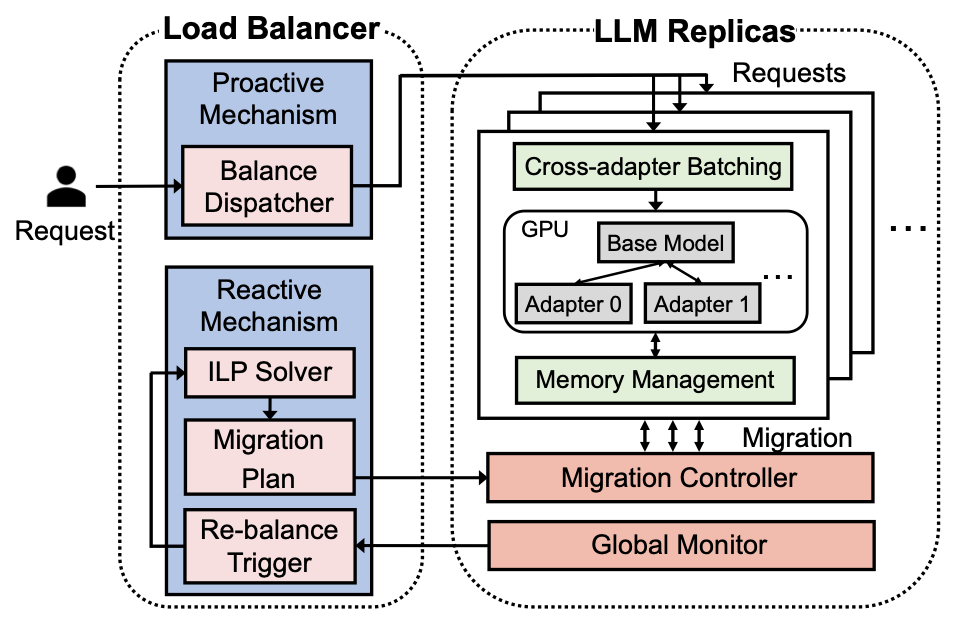 Load Balancer
LLM Replicas
Proactive
Mechanism
Balance
Dispatcher
Request
Reactive
Mechanism
ILP Solver
Migration
Plan
Re-balance
Trigger
Requests
Cross-adapter Batching
GPU
Base Model
...
Adapter 0
Adapter 1
Memory Management
...
Migration
Migration Controller
Global Monitor